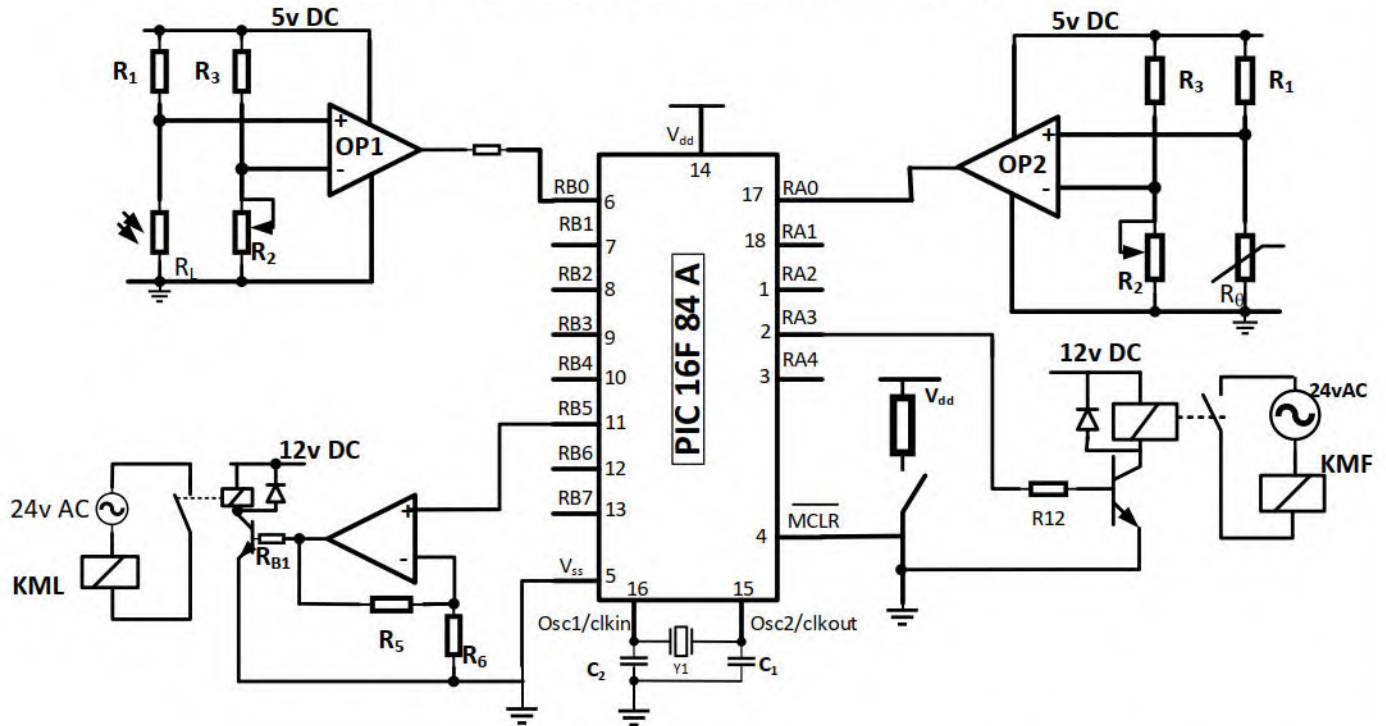 5v DC
R1
R3
+
OP1
-
RL
R2
5v DC
R3
R1
+
OP2
-
R2
Rθ
Vdd
14
RB0
6
RB1
7
RB2
8
RB3
9
RB4
10
RB5
11
RB6
12
RB7
13
Vss
5
PIC 16F 84 A
17
RA0
18
RA1
1
RA2
2
RA3
3
RA4
4
MCLR
16
15
Osc1/clkin
Osc2/clkout
C2
Y1
C1
Vdd
12v DC
R12
24vAC
KMF
12v DC
24v AC
KML
RB1
+
-
R5
R6